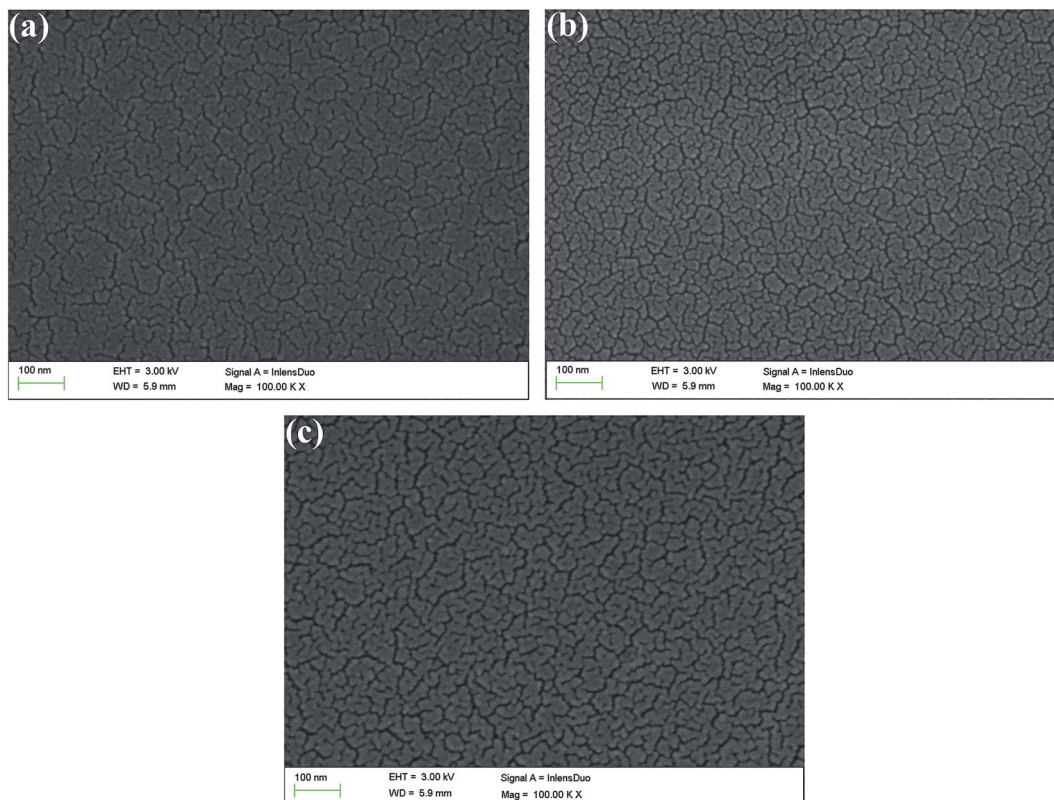 (a)
100 nm EHT = 3.00 kV Signal A = InlensDuo
WD = 5.9 mm Mag = 100.00 K X
(b)
100 nm EHT = 3.00 kV Signal A = InlensDuo
WD = 5.9 mm Mag = 100.00 K X
(c)
100 nm EHT = 3.00 kV Signal A = InlensDuo
WD = 5.9 mm Mag = 100.00 K X